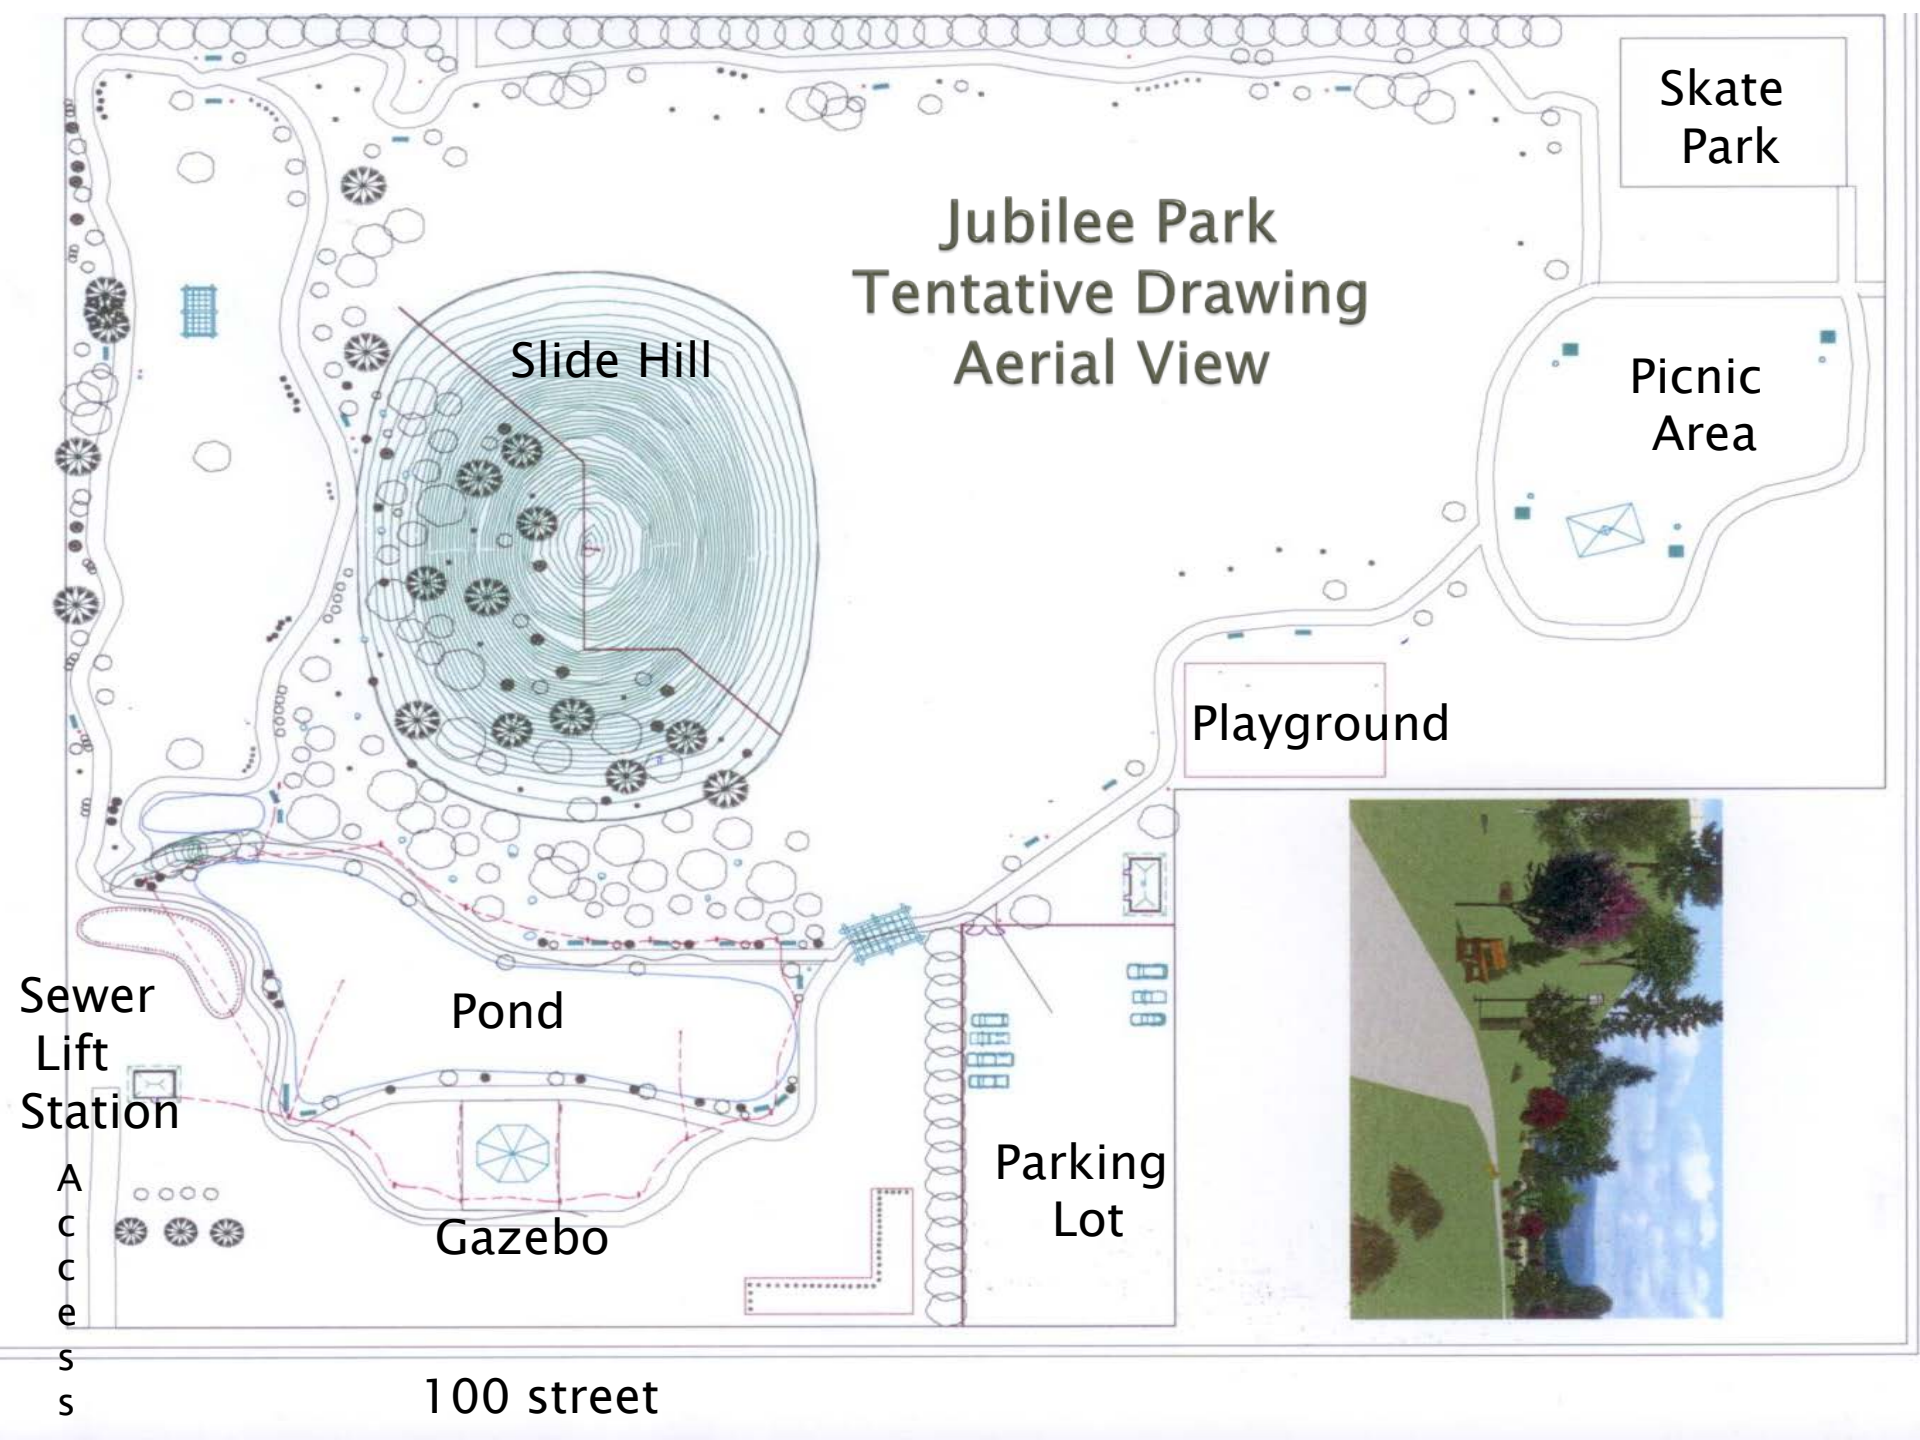 Skate
Park
Jubilee Park
Tentative Drawing
Aerial View
Slide Hill
Picnic
Area
Playground
Sewer
Lift
Station
Pond
Parking
Lot
Gazebo
A
c
c
e
s
s
100 street